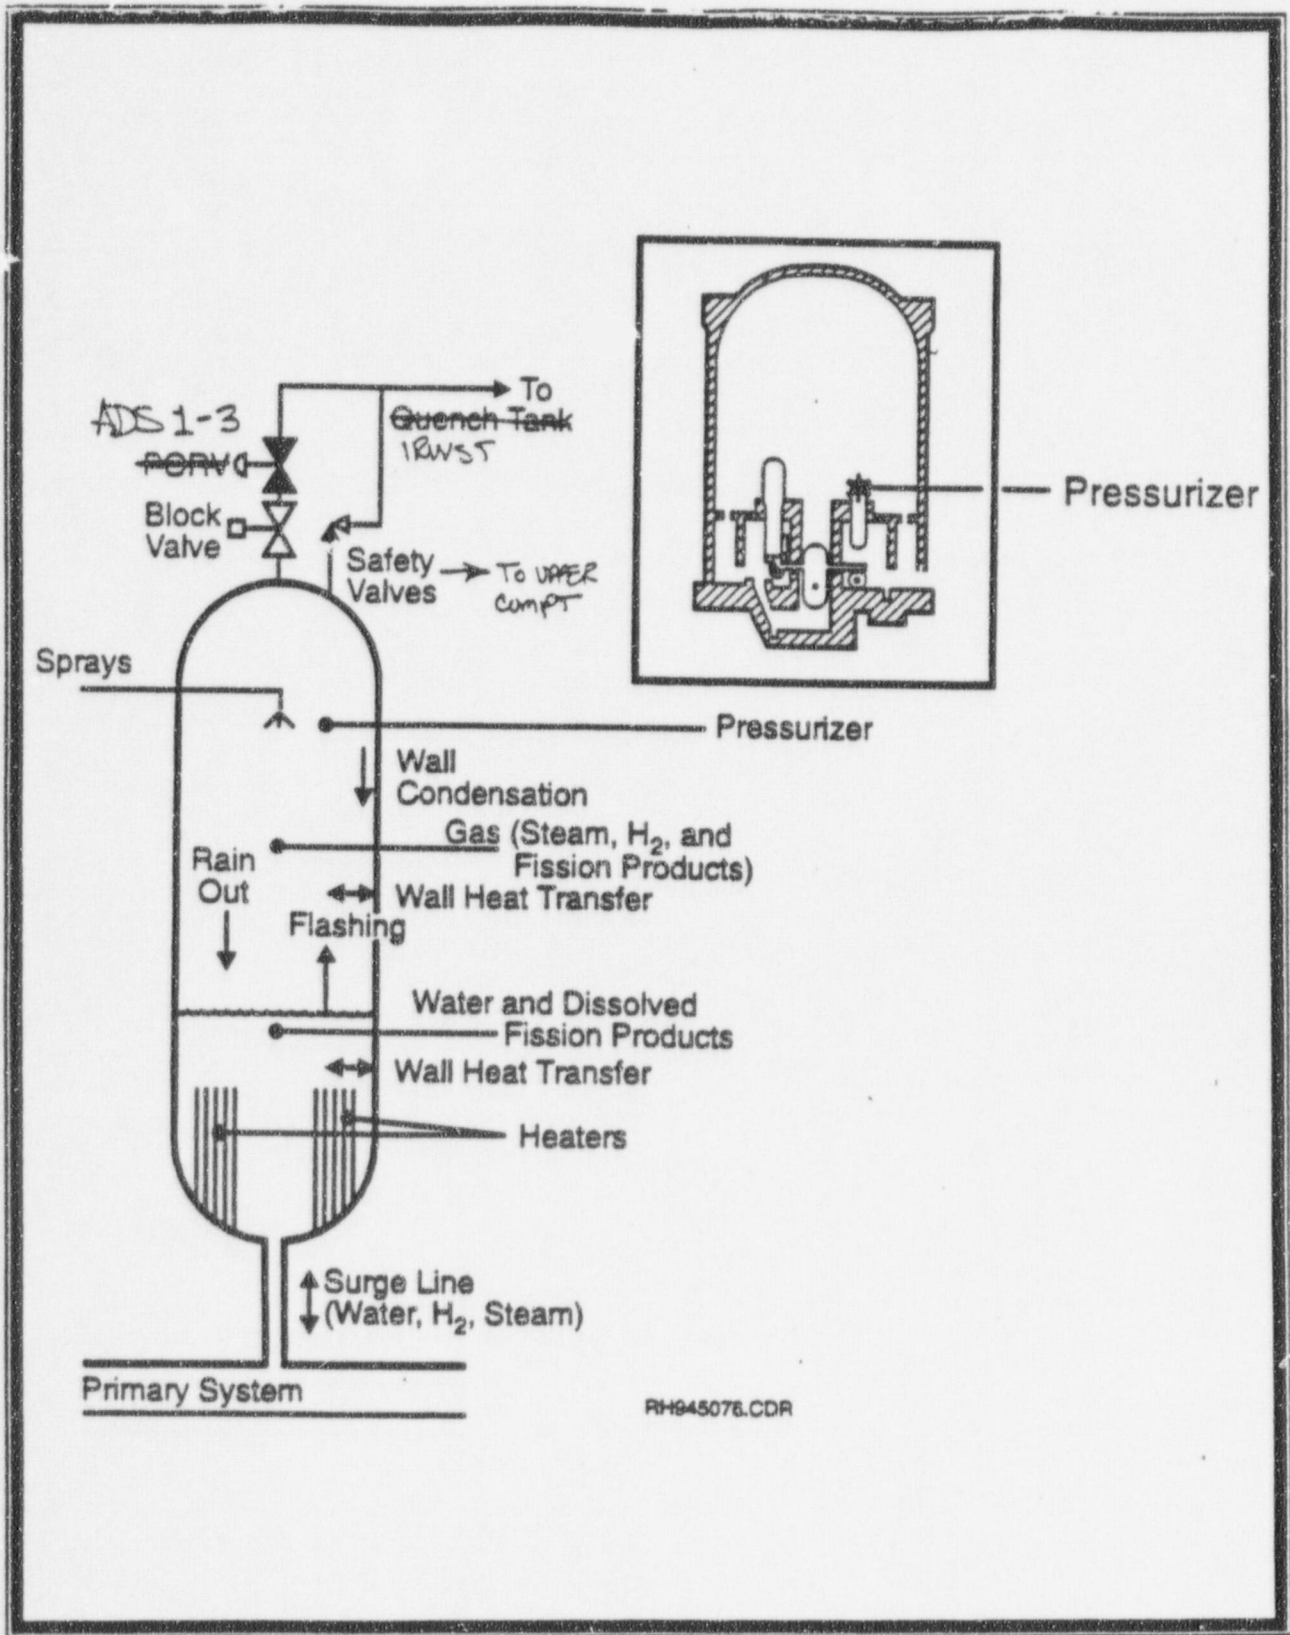 To
Quench Tank
IRWST
ADS 1-3
PORV
Block
Valve
Safety
Valves
To UPPER
COMPT
Pressurizer
Sprays
Pressurizer
Wall
Condensation
Gas (Steam, H₂, and
Fission Products)
Rain
Out
Wall Heat Transfer
Flashing
Water and Dissolved
Fission Products
Wall Heat Transfer
Heaters
Surge Line
(Water, H₂, Steam)
Primary System
RH945076.CDR